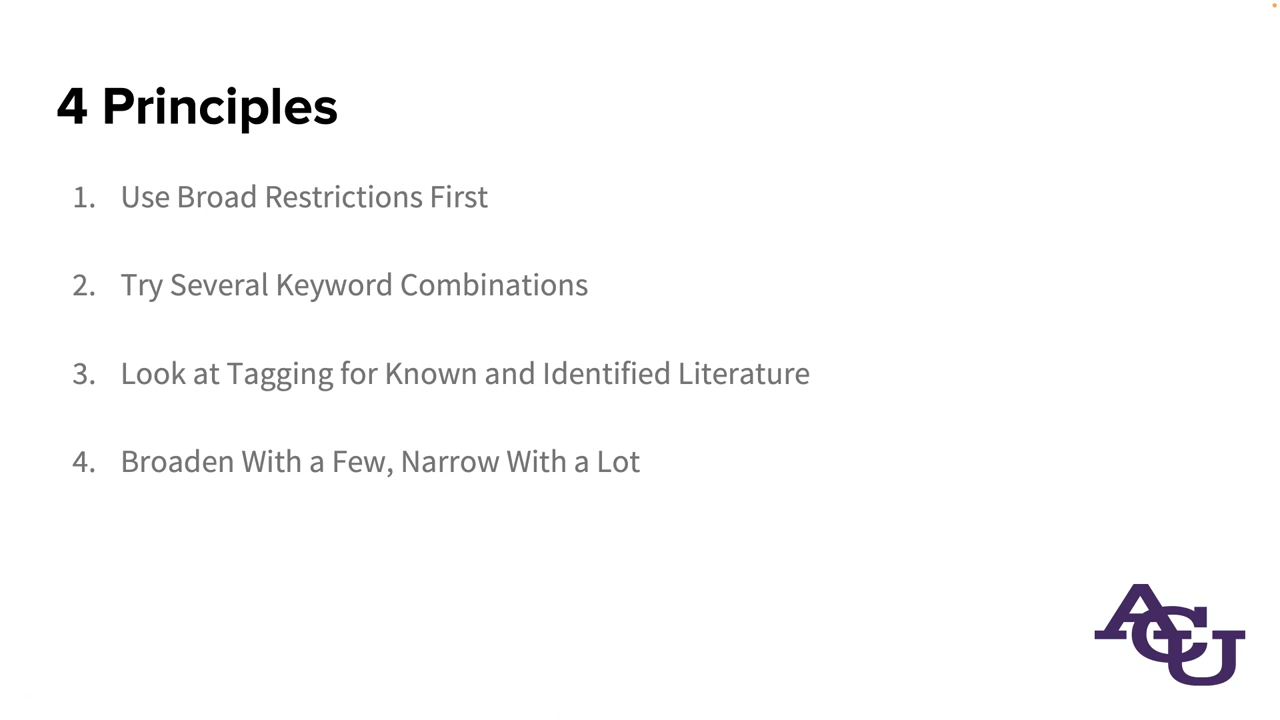 4 Principles
1. Use Broad Restrictions First
2. Try Several Keyword Combinations
3. Look at Tagging for Known and Identified Literature
4. Broaden With a Few, Narrow With a Lot
ACU